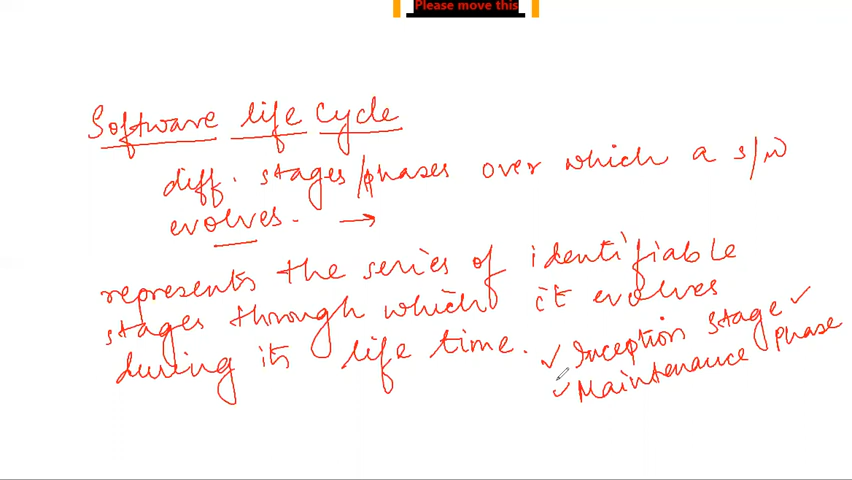 Please move this
Software life Cycle
diff. stages/phases over which a s/w
evolves. →
represents the series of identifiable
stages through which it evolves
during its life time.
✓ Inception Stage ✓
✓ Maintenance phase